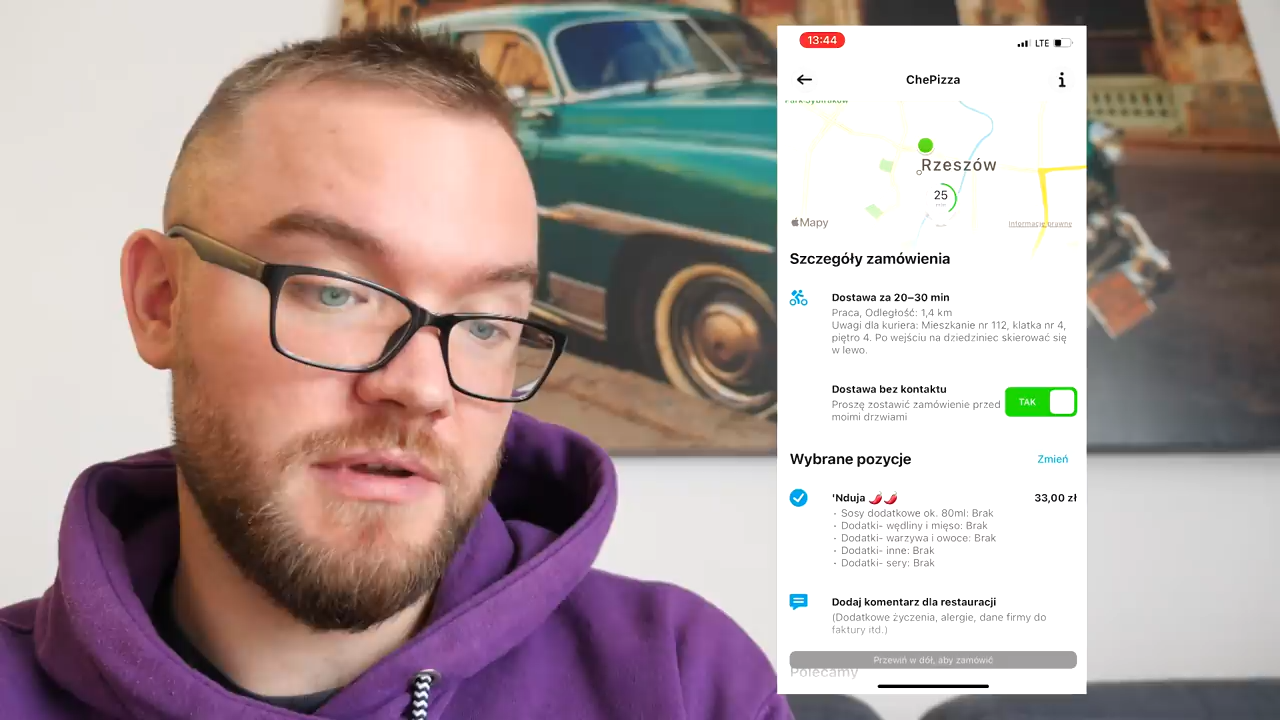 13:44
LTE
ChePizza
Park Sybiraków
Rzeszów
25
Mapy
Informacje prawne
Szczegóły zamówienia
Dostawa za 20–30 min
Praca, Odległość: 1,4 km
Uwagi dla kuriera: Mieszkanie nr 112, klatka nr 4,
piętro 4. Po wejściu na dziedziniec skierować się
w lewo.
Dostawa bez kontaktu
Proszę zostawić zamówienie przed
moimi drzwiami
TAK
Wybrane pozycje
Zmień
'Nduja 🌶️🌶️
33,00 zł
- Sosy dodatkowe ok. 80ml: Brak
- Dodatki- wędliny i mięso: Brak
- Dodatki- warzywa i owoce: Brak
- Dodatki- inne: Brak
- Dodatki- sery: Brak
Dodaj komentarz dla restauracji
(Dodatkowe życzenia, alergie, dane firmy do
faktury itd.)
Przewiń w dół, aby zamówić
Polecamy